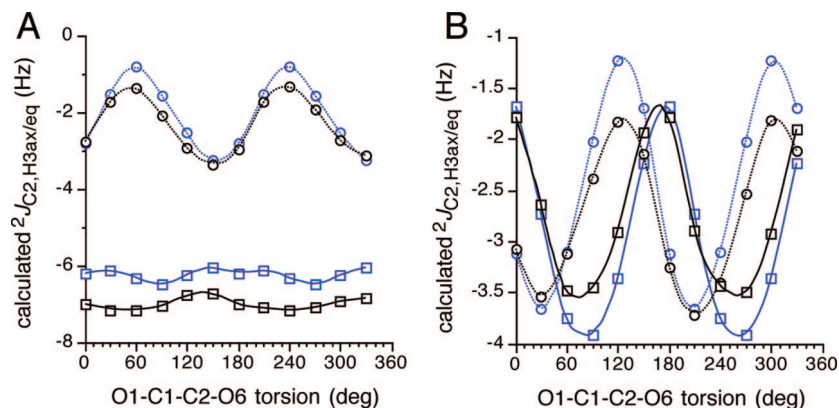 A
calculated ²JC2,H3ax/eq (Hz)
0
-2
-4
-6
-8
0 60 120 180 240 300 360
O1-C1-C2-O6 torsion (deg)
B
calculated ²JC2,H3ax/eq (Hz)
-1
-1.5
-2
-2.5
-3
-3.5
-4
0 60 120 180 240 300 360
O1-C1-C2-O6 torsion (deg)